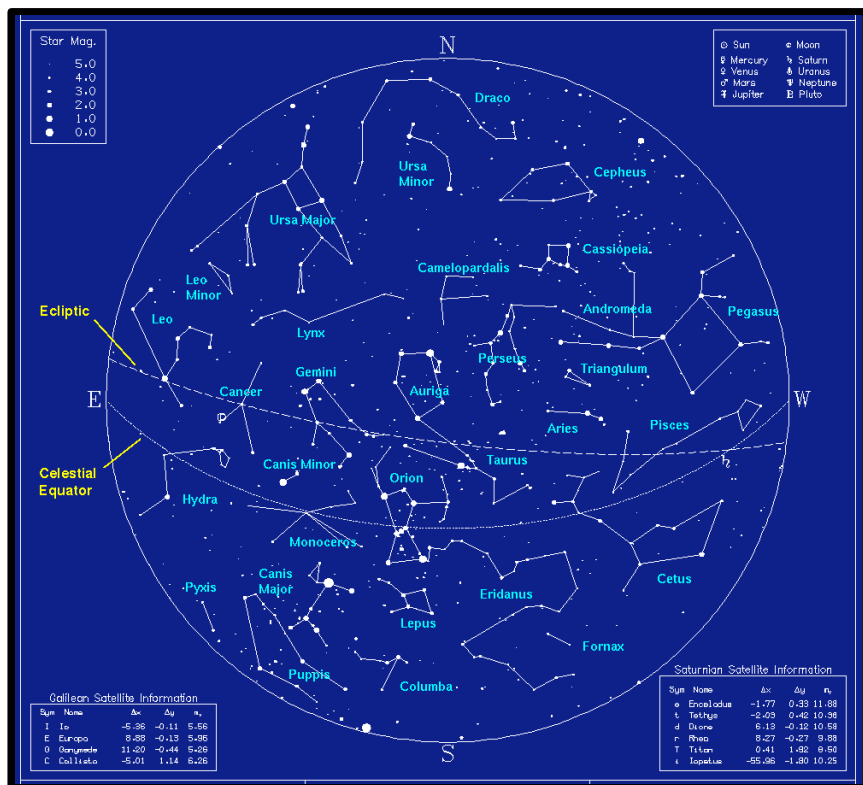 Star Mag.
5.0
4.0
3.0
2.0
1.0
0.0
N
☉ Sun
☾ Moon
☿ Mercury
♄ Saturn
♀ Venus
♅ Uranus
♂ Mars
♆ Neptune
♃ Jupiter
P Pluto
Draco
Ursa
Minor
Cepheus
Ursa Major
Cassiopeia
Camelopardalis
Leo
Minor
Andromeda
Pegasus
Ecliptic
Leo
Lynx
Perseus
Triangulum
Gemini
Cancer
Auriga
E
W
Aries
Pisces
Canis Minor
Taurus
Celestial
Equator
Orion
Hydra
Monoceros
Canis
Major
Pyxis
Eridanus
Cetus
Lepus
Fornax
Puppis
Columba
S
Galilean Satellite Information
Sym Name Δx Δy m.
I Io -5.36 -0.11 5.56
E Europa 8.88 -0.13 5.96
G Ganymede 11.20 -0.44 5.26
C Callisto -5.01 1.14 6.26
Saturnian Satellite Information
Sym Name Δx Δy m.
e Enceladus -1.77 0.33 11.88
t Tethys -2.03 0.42 10.36
d Dione 6.13 -0.12 10.58
r Rhea 8.27 -0.27 9.88
T Titan 0.41 1.92 8.50
i Iapetus -55.96 -1.80 10.25